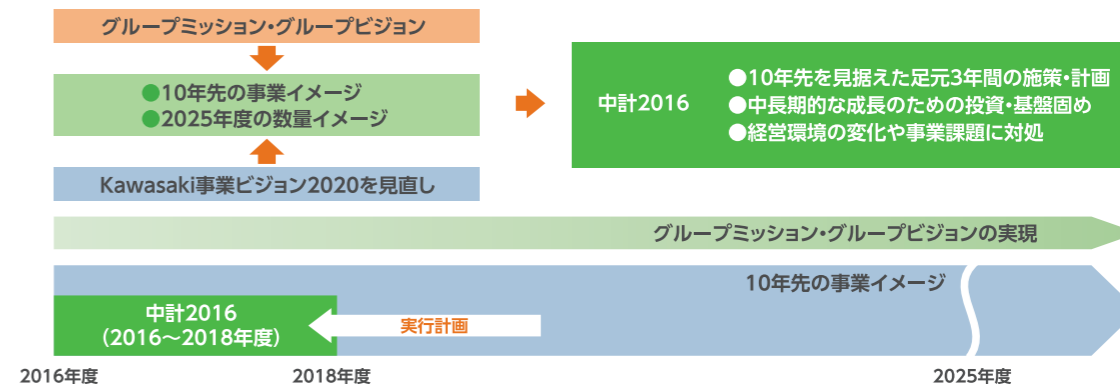 グループミッション・グループビジョン
●10年先の事業イメージ
●2025年度の数量イメージ
Kawasaki事業ビジョン2020を見直し
中計2016
●10年先を見据えた足元3年間の施策・計画
●中長期的な成長のための投資・基盤固め
●経営環境の変化や事業課題に対処
グループミッション・グループビジョンの実現
10年先の事業イメージ
中計2016
（2016～2018年度）
実行計画
2016年度
2018年度
2025年度